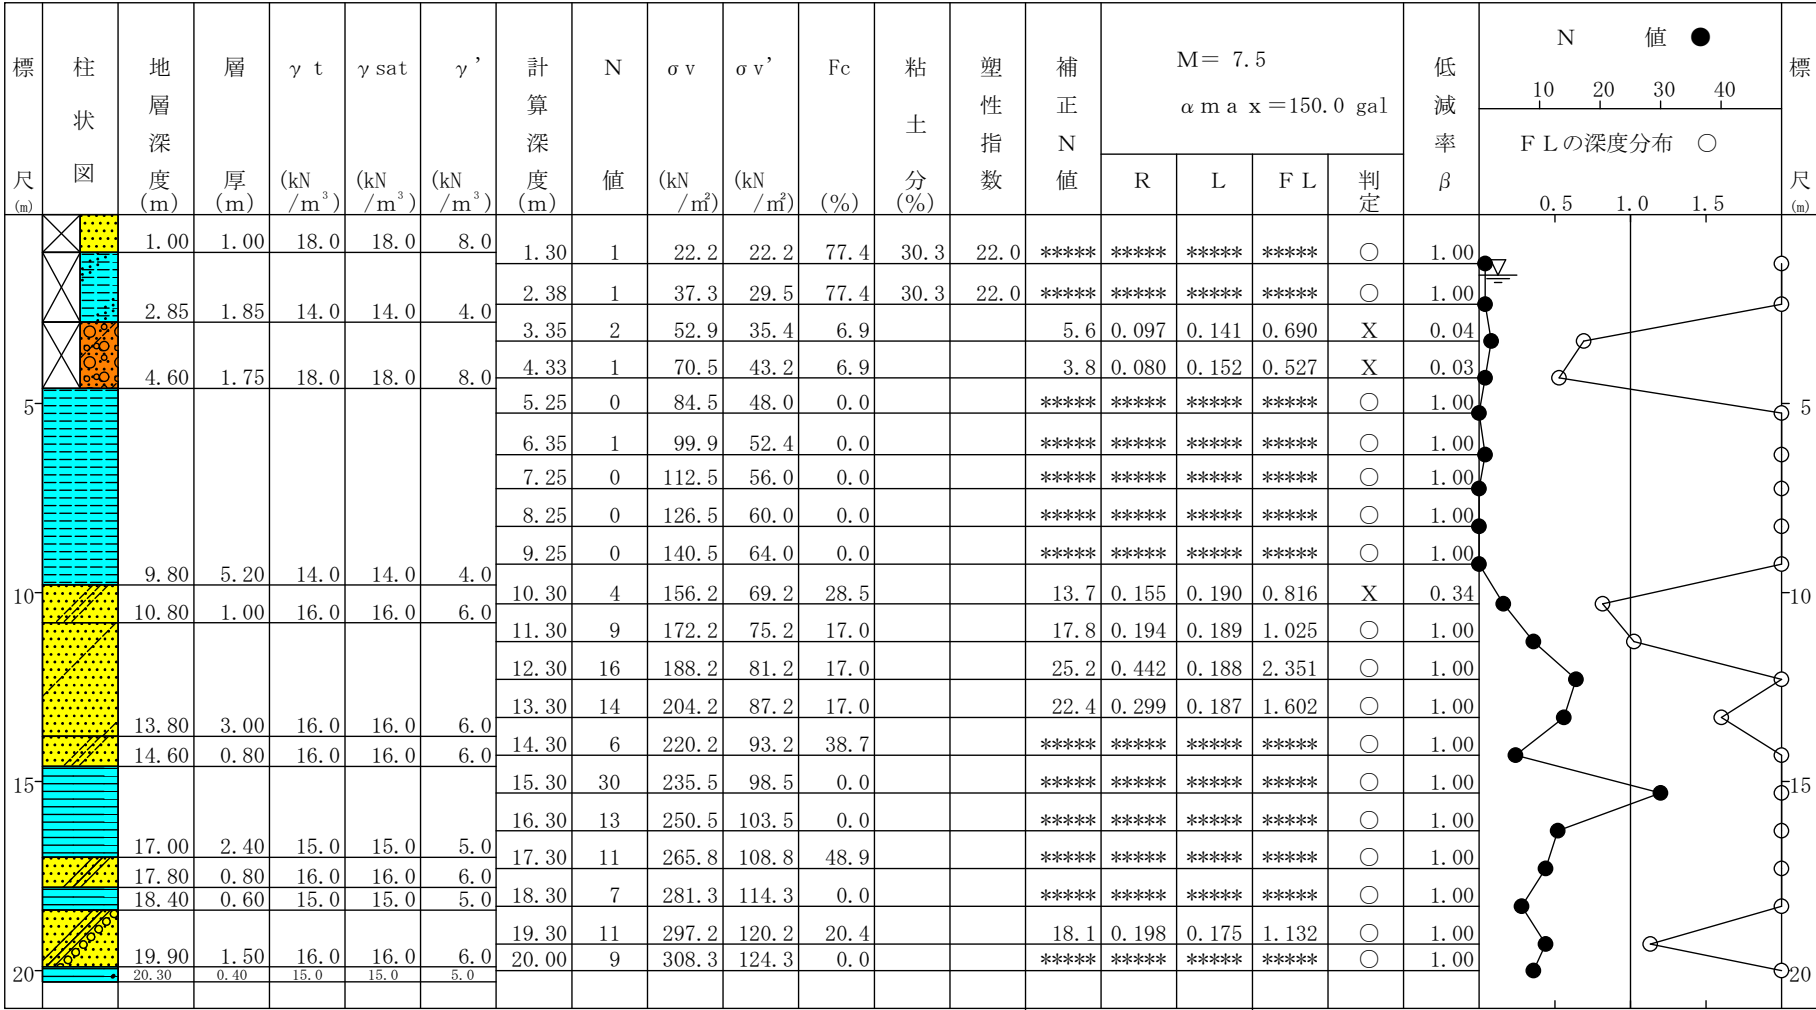 標尺(m) 柱状図 地層深度(m) 層厚(m) γt(kN/m³) γsat(kN/m³) γ'(kN/m³) 計算深度(m) N値 σv(kN/㎡) σv'(kN/㎡) Fc(%) 粘土分(%) 塑性指数 補正N値 M= 7.5 αmax=150.0 gal R L FL 判定 低減率β N値 ● 標尺(m)
10 20 30 40
FLの深度分布 ○
0.5 1.0 1.5
1.00 1.00 18.0 18.0 8.0
2.85 1.85 14.0 14.0 4.0
4.60 1.75 18.0 18.0 8.0
9.80 5.20 14.0 14.0 4.0
10.80 1.00 16.0 16.0 6.0
13.80 3.00 16.0 16.0 6.0
14.60 0.80 16.0 16.0 6.0
17.00 2.40 15.0 15.0 5.0
17.80 0.80 16.0 16.0 6.0
18.40 0.60 15.0 15.0 5.0
19.90 1.50 16.0 16.0 6.0
20.30 0.40 15.0 15.0 5.0
1.30 1 22.2 22.2 77.4 30.3 22.0 ***** ***** ***** ***** ○ 1.00
2.38 1 37.3 29.5 77.4 30.3 22.0 ***** ***** ***** ***** ○ 1.00
3.35 2 52.9 35.4 6.9 5.6 0.097 0.141 0.690 X 0.04
4.33 1 70.5 43.2 6.9 3.8 0.080 0.152 0.527 X 0.03
5.25 0 84.5 48.0 0.0 ***** ***** ***** ***** ○ 1.00
6.35 1 99.9 52.4 0.0 ***** ***** ***** ***** ○ 1.00
7.25 0 112.5 56.0 0.0 ***** ***** ***** ***** ○ 1.00
8.25 0 126.5 60.0 0.0 ***** ***** ***** ***** ○ 1.00
9.25 0 140.5 64.0 0.0 ***** ***** ***** ***** ○ 1.00
10.30 4 156.2 69.2 28.5 13.7 0.155 0.190 0.816 X 0.34
11.30 9 172.2 75.2 17.0 17.8 0.194 0.189 1.025 ○ 1.00
12.30 16 188.2 81.2 17.0 25.2 0.442 0.188 2.351 ○ 1.00
13.30 14 204.2 87.2 17.0 22.4 0.299 0.187 1.602 ○ 1.00
14.30 6 220.2 93.2 38.7 ***** ***** ***** ***** ○ 1.00
15.30 30 235.5 98.5 0.0 ***** ***** ***** ***** ○ 1.00
16.30 13 250.5 103.5 0.0 ***** ***** ***** ***** ○ 1.00
17.30 11 265.8 108.8 48.9 ***** ***** ***** ***** ○ 1.00
18.30 7 281.3 114.3 0.0 ***** ***** ***** ***** ○ 1.00
19.30 11 297.2 120.2 20.4 18.1 0.198 0.175 1.132 ○ 1.00
20.00 9 308.3 124.3 0.0 ***** ***** ***** ***** ○ 1.00
5 5
10 10
15 15
20 20